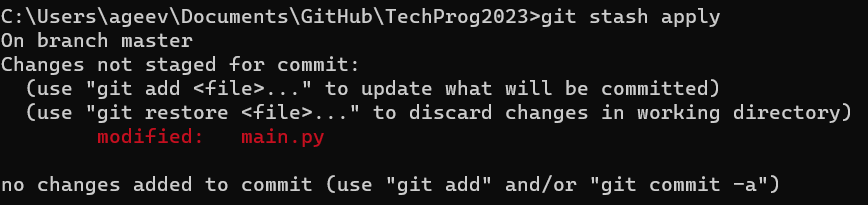 C:\Users\ageev\Documents\GitHub\TechProg2023>git stash apply
On branch master
Changes not staged for commit:
  (use "git add <file>..." to update what will be committed)
  (use "git restore <file>..." to discard changes in working directory)
        modified:   main.py

no changes added to commit (use "git add" and/or "git commit -a")